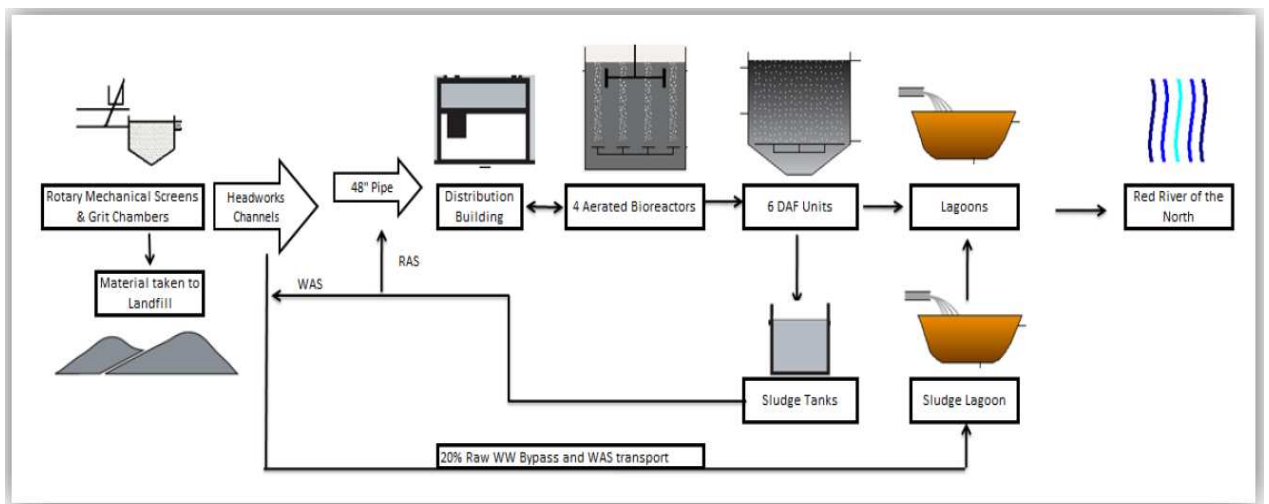 Rotary Mechanical Screens
& Grit Chambers
Headworks
Channels
48" Pipe
Distribution
Building
4 Aerated Bioreactors
6 DAF Units
Lagoons
Red River of the
North
Material taken to
Landfill
WAS
RAS
Sludge Tanks
Sludge Lagoon
20% Raw WW Bypass and WAS transport